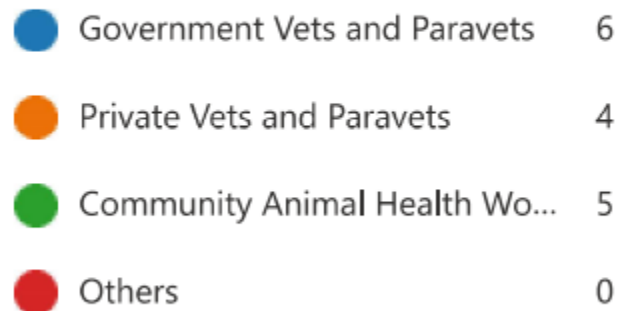 Government Vets and Paravets 6
Private Vets and Paravets 4
Community Animal Health Wo... 5
Others 0